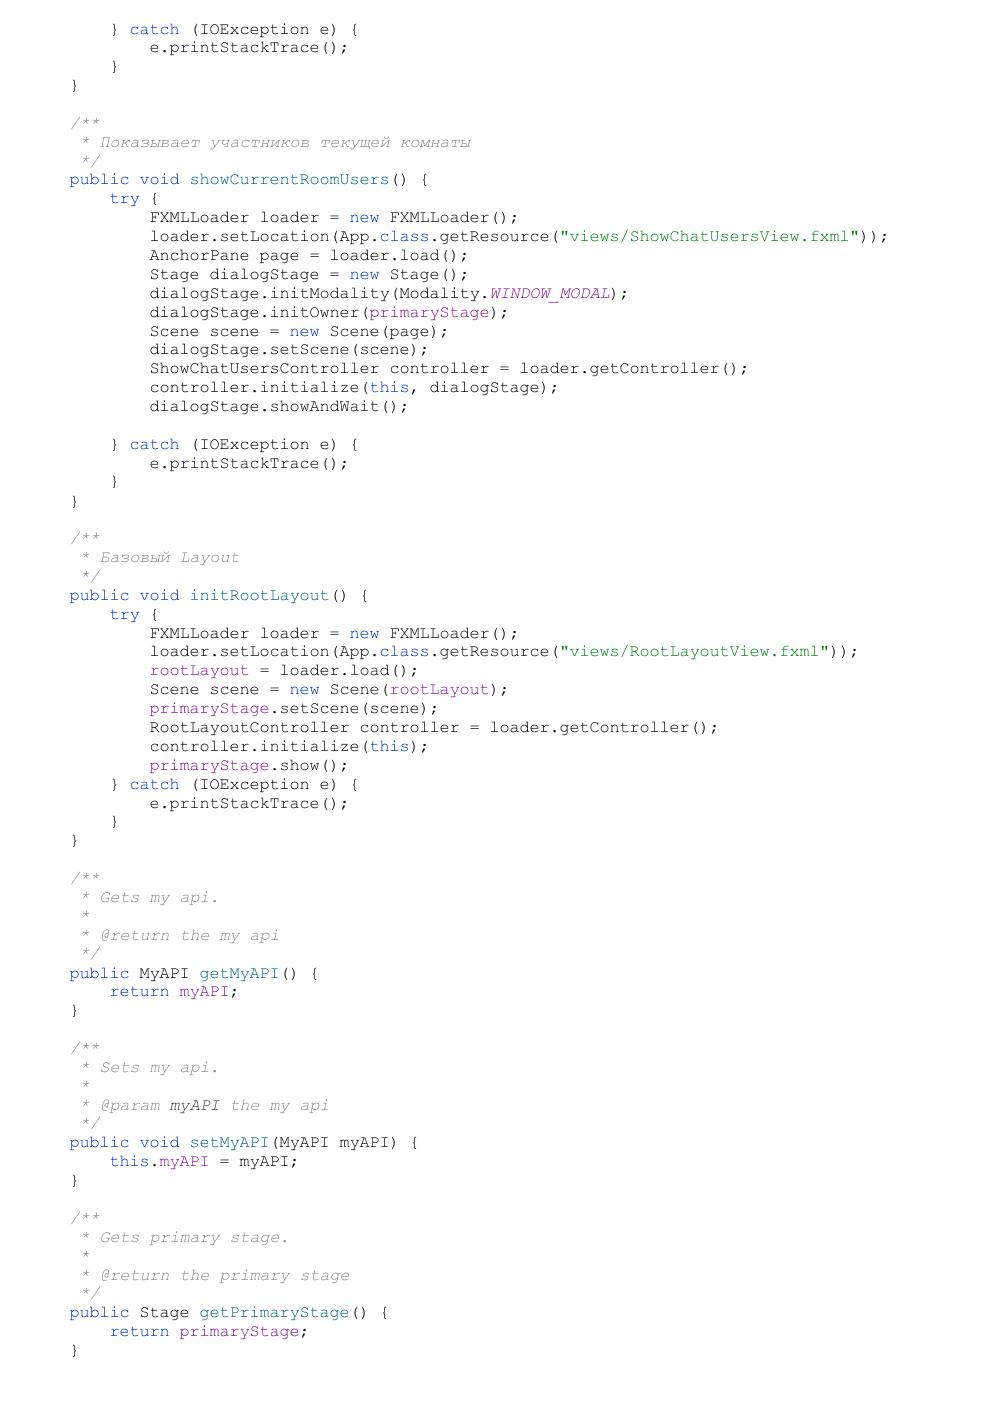 } catch (IOException e) {
        e.printStackTrace();
    }
}

/**
 * Показывает участников текущей комнаты
 */
public void showCurrentRoomUsers() {
    try {
        FXMLLoader loader = new FXMLLoader();
        loader.setLocation(App.class.getResource("views/ShowChatUsersView.fxml"));
        AnchorPane page = loader.load();
        Stage dialogStage = new Stage();
        dialogStage.initModality(Modality.WINDOW_MODAL);
        dialogStage.initOwner(primaryStage);
        Scene scene = new Scene(page);
        dialogStage.setScene(scene);
        ShowChatUsersController controller = loader.getController();
        controller.initialize(this, dialogStage);
        dialogStage.showAndWait();

    } catch (IOException e) {
        e.printStackTrace();
    }
}

/**
 * Базовый Layout
 */
public void initRootLayout() {
    try {
        FXMLLoader loader = new FXMLLoader();
        loader.setLocation(App.class.getResource("views/RootLayoutView.fxml"));
        rootLayout = loader.load();
        Scene scene = new Scene(rootLayout);
        primaryStage.setScene(scene);
        RootLayoutController controller = loader.getController();
        controller.initialize(this);
        primaryStage.show();
    } catch (IOException e) {
        e.printStackTrace();
    }
}

/**
 * Gets my api.
 *
 * @return the my api
 */
public MyAPI getMyAPI() {
    return myAPI;
}

/**
 * Sets my api.
 *
 * @param myAPI the my api
 */
public void setMyAPI(MyAPI myAPI) {
    this.myAPI = myAPI;
}

/**
 * Gets primary stage.
 *
 * @return the primary stage
 */
public Stage getPrimaryStage() {
    return primaryStage;
}